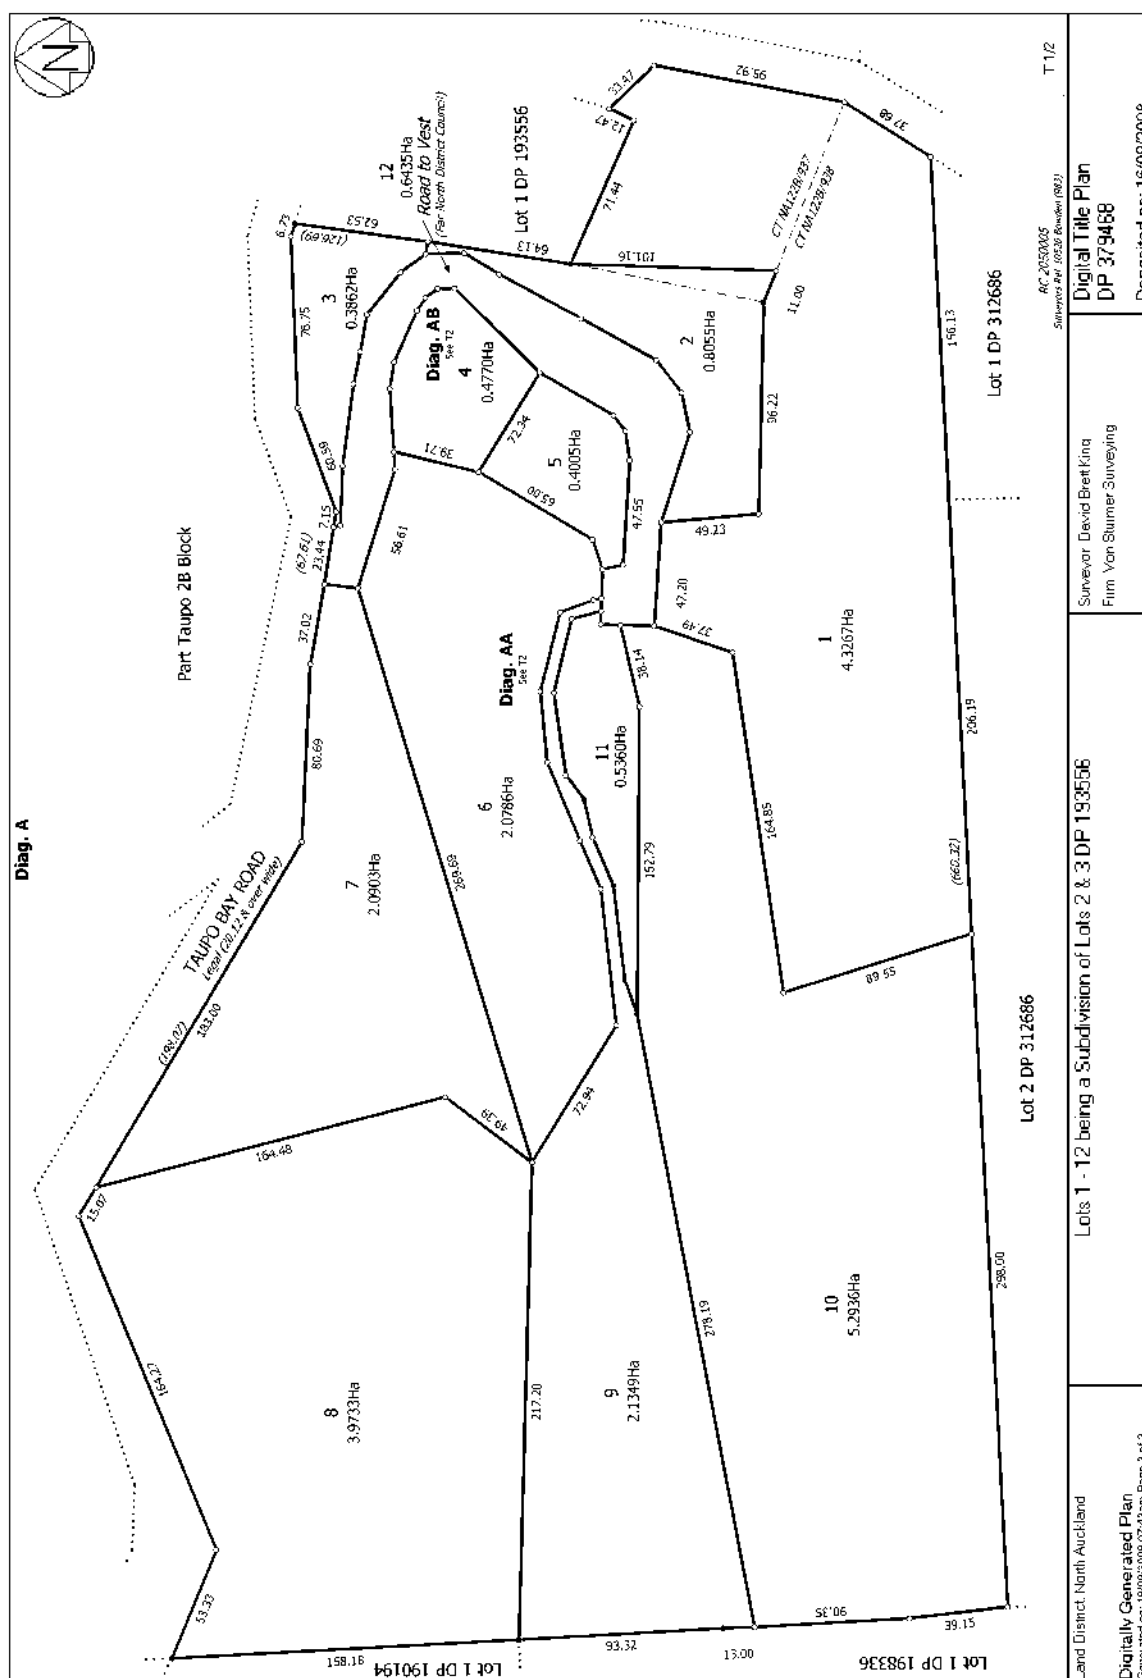 Diag. A
N
Part Taupo 2B Block
TAUPO BAY ROAD
Legal (20.12 & over wide)
(198.07)
183.00
15.07
164.27
53.33
80.69
37.02
(67.61)
23.44
7.15
60.59
76.75
6.73
(126.69)
62.53
3
0.3862Ha
12
0.6435Ha
Road to Vest
(Far North District Council)
Lot 1 DP 193556
64.13
12.47
33.47
71.44
95.92
37.68
CT NA122B/937
CT NA122B/938
101.16
11.00
Diag. AB
See T2
4
0.4770Ha
39.71
72.34
5
0.4005Ha
65.00
47.55
56.61
2
0.8055Ha
96.22
49.23
47.20
37.49
Diag. AA
See T2
38.14
11
0.5360Ha
152.79
1
4.3267Ha
164.85
89.55
6
2.0786Ha
269.69
7
2.0903Ha
164.48
49.39
72.94
8
3.9733Ha
217.20
9
2.1349Ha
278.19
10
5.2936Ha
156.13
206.19
(660.32)
298.00
Lot 1 DP 312686
Lot 2 DP 312686
Lot 1 DP 190194
93.32
13.00
90.35
39.15
Lot 1 DP 198336
T 1/2
RC 2050005
Land District North Auckland
Digitally Generated Plan
Lots 1 - 12 being a Subdivision of Lots 2 & 3 DP 193556
Surveyor David Brett King
Firm Von Sturmer Surveying
Digital Title Plan
DP 379468